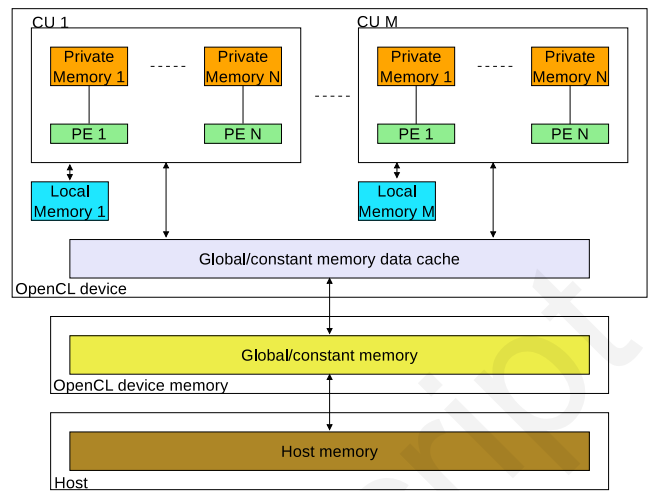 CU 1
CU M
Private
Memory 1
Private
Memory N
Private
Memory 1
Private
Memory N
PE 1
PE N
PE 1
PE N
Local
Memory 1
Local
Memory M
Global/constant memory data cache
OpenCL device
Global/constant memory
OpenCL device memory
Host memory
Host